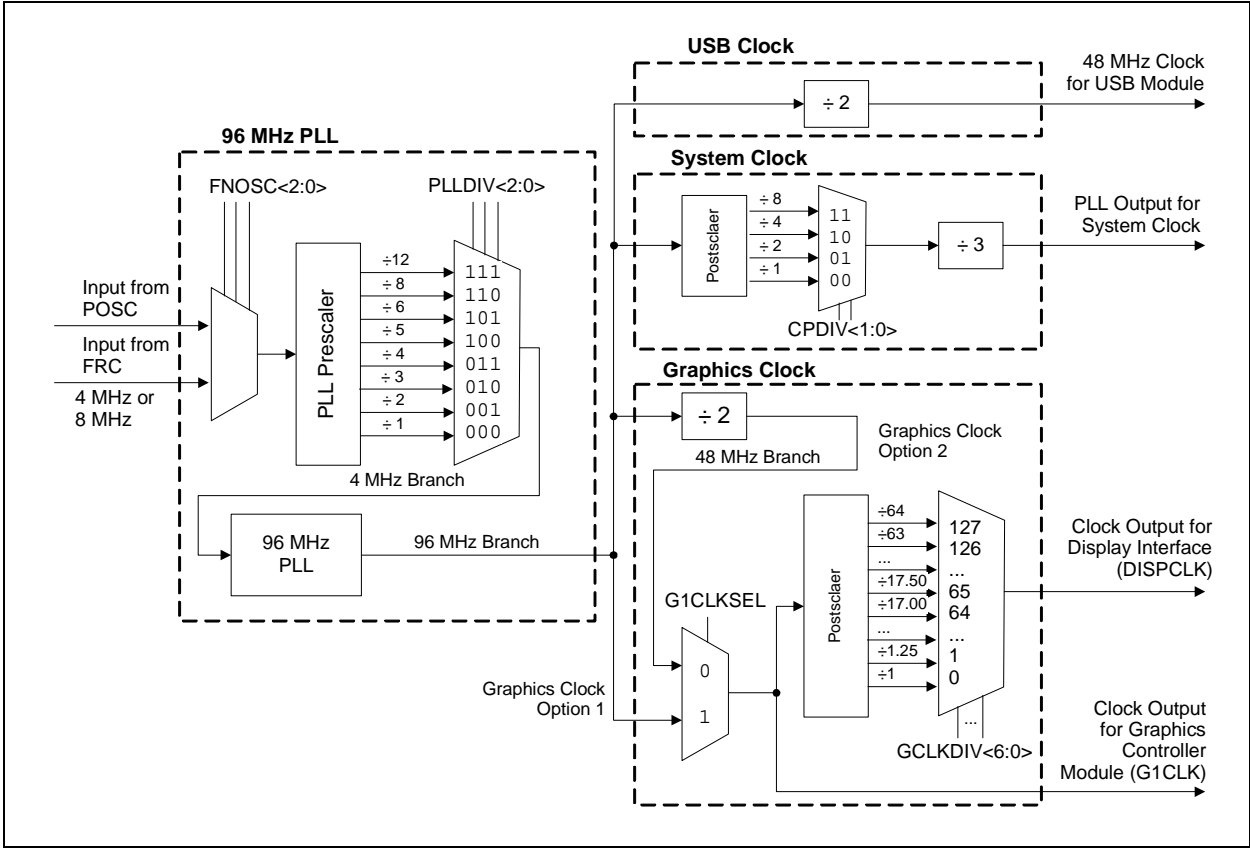 USB Clock
÷ 2
48 MHz Clock
for USB Module
96 MHz PLL
FNOSC<2:0>
PLLDIV<2:0>
Input from
POSC
Input from
FRC
4 MHz or
8 MHz
PLL Prescaler
÷12
÷ 8
÷ 6
÷ 5
÷ 4
÷ 3
÷ 2
÷ 1
111
110
101
100
011
010
001
000
4 MHz Branch
96 MHz
PLL
96 MHz Branch
System Clock
Postsclaer
÷ 8
÷ 4
÷ 2
÷ 1
11
10
01
00
CPDIV<1:0>
÷ 3
PLL Output for
System Clock
Graphics Clock
÷ 2
48 MHz Branch
Graphics Clock
Option 2
G1CLKSEL
0
1
Graphics Clock
Option 1
Postsclaer
÷64
÷63
...
÷17.50
÷17.00
...
÷1.25
÷1
127
126
...
65
64
...
1
0
...
GCLKDIV<6:0>
Clock Output for
Display Interface
(DISPCLK)
Clock Output
for Graphics
Controller
Module (G1CLK)